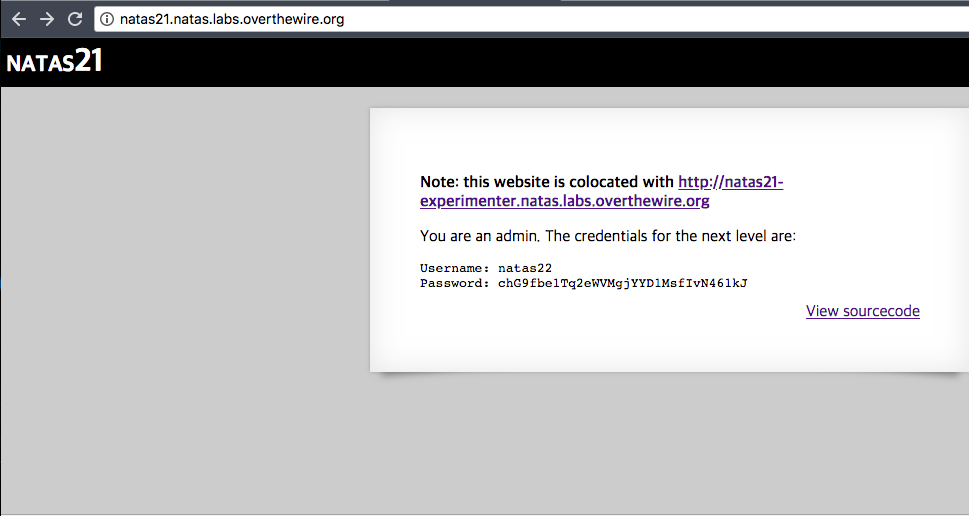 natas21.natas.labs.overthewire.org
NATAS21
Note: this website is colocated with http://natas21-
experimenter.natas.labs.overthewire.org
You are an admin. The credentials for the next level are:
Username: natas22
Password: chG9fbe1Tq2eWVMgjYYD1MsfIvN461kJ
View sourcecode